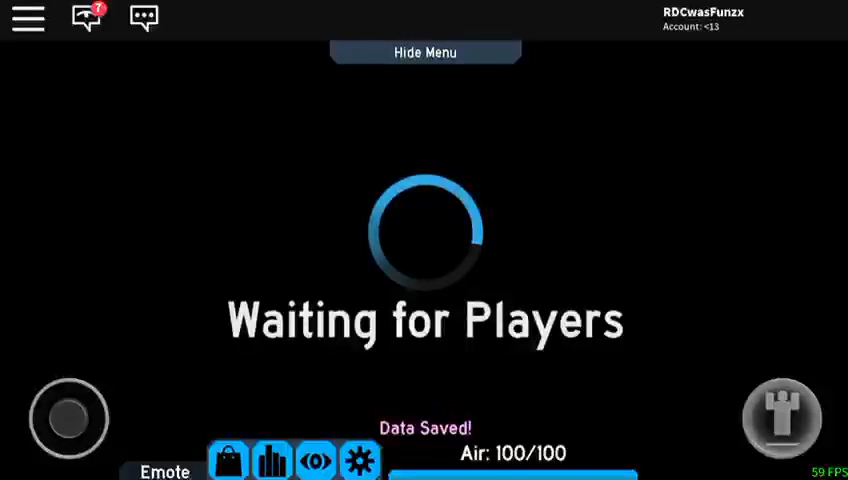 7
RDCwasFunzx
Account: <13
Hide Menu
Waiting for Players
Data Saved!
Air: 100/100
Emote
59 FPS